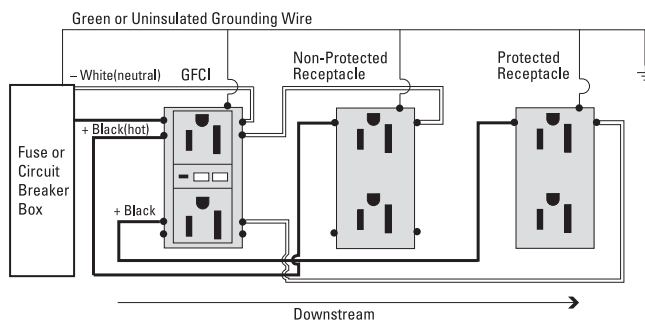 Green or Uninsulated Grounding Wire
– White(neutral)
GFCI
Non-Protected
Receptacle
Protected
Receptacle
+ Black(hot)
Fuse or
Circuit
Breaker
Box
+ Black
Downstream